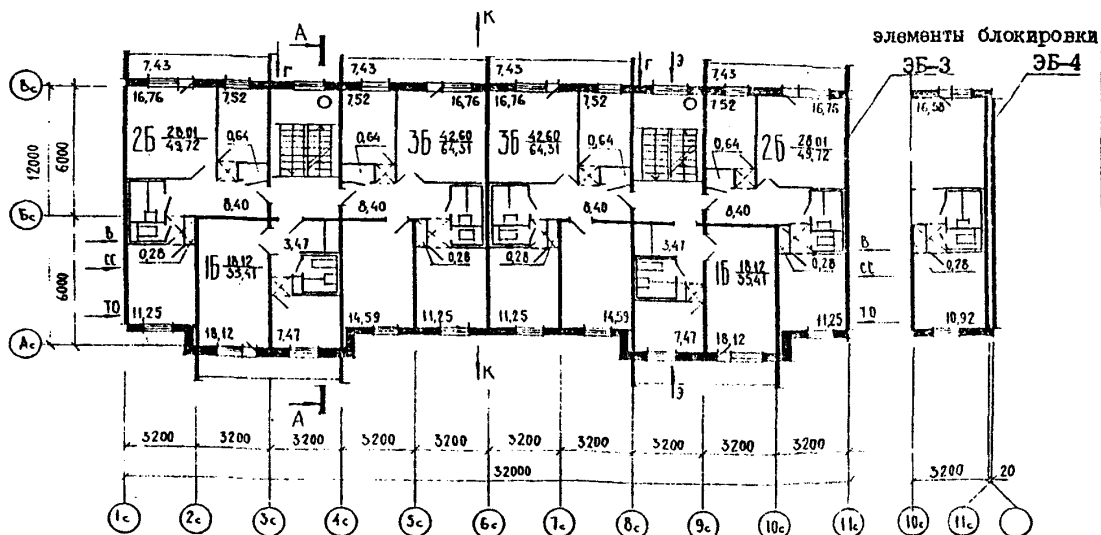 К
А
элементы блокировки
ЭБ-3
ЭБ-4
Г
Г
Э
7,43
7,43
7,43
7,43
Вс
16,76
7,52
7,52
16,76
16,76
7,52
7,52
16,76
16,58
2Б 28.01 49,72
0,64
0,64
3Б 42.60 64,31
3Б 42.60 64,31
0,64
0,64
2Б 28.01 49,72
12000
6000
Бс
8,40
8,40
8,40
8,40
В
0,28
3,47
0,28
0,28
3,47
0,28
В
0,28
СС
1Б 18.12
1Б 18.12
СС
6000
ТО
11,25
14,59
11,25
11,25
14,59
11,25
ТО
10,92
Ас
18,12
7,47
7,47
18,12
К
Э
А
3200
3200
3200
3200
3200
3200
3200
3200
3200
3200
3200
20
32000
1с
2с
3с
4с
5с
6с
7с
8с
9с
10с
11с
10с
11с